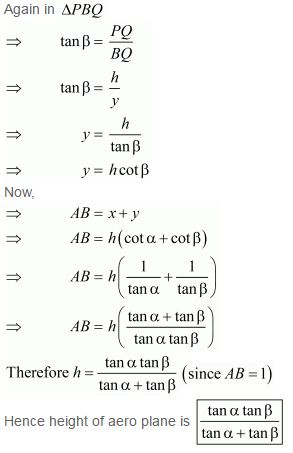 Again in ΔPBQ
⇒ tan β = PQ/BQ
⇒ tan β = h/y
⇒ y = h/tan β
⇒ y = h cot β
Now,
⇒ AB = x + y
⇒ AB = h(cot α + cot β)
⇒ AB = h(1/tan α + 1/tan β)
⇒ AB = h((tan α + tan β)/(tan α tan β))
Therefore h = (tan α tan β)/(tan α + tan β) (since AB = 1)
Hence height of aero plane is (tan α tan β)/(tan α + tan β)